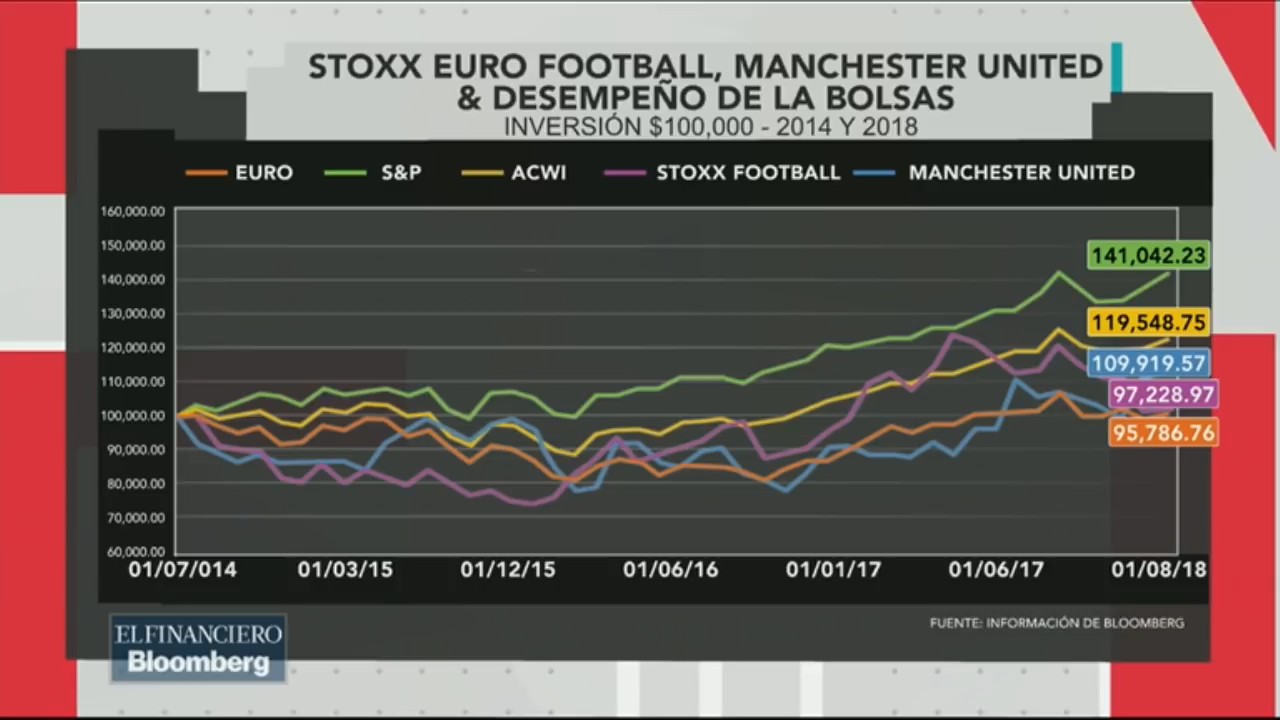 STOXX EURO FOOTBALL, MANCHESTER UNITED
& DESEMPEÑO DE LA BOLSAS
INVERSIÓN $100,000 - 2014 Y 2018
EURO S&P ACWI STOXX FOOTBALL MANCHESTER UNITED
160,000.00
150,000.00
140,000.00
130,000.00
120,000.00
110,000.00
100,000.00
90,000.00
80,000.00
70,000.00
60,000.00
141,042.23
119,548.75
109,919.57
97,228.97
95,786.76
01/07/014 01/03/15 01/12/15 01/06/16 01/01/17 01/06/17 01/08/18
FUENTE: INFORMACIÓN DE BLOOMBERG
EL FINANCIERO
Bloomberg